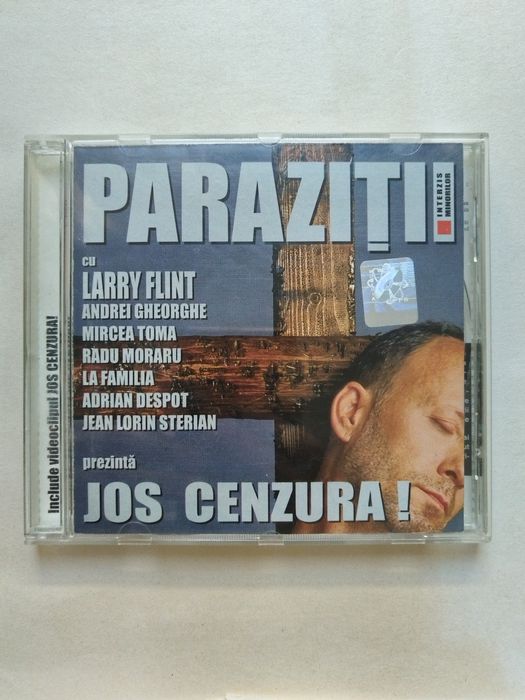 PARAZIȚII
INTERZIS
MINORILOR
cu
LARRY FLINT
ANDREI GHEORGHE
MIRCEA TOMA
RADU MORARU
LA FAMILIA
ADRIAN DESPOT
JEAN LORIN STERIAN
prezintă
JOS CENZURA !
Include videoclipul JOS CENZURA!